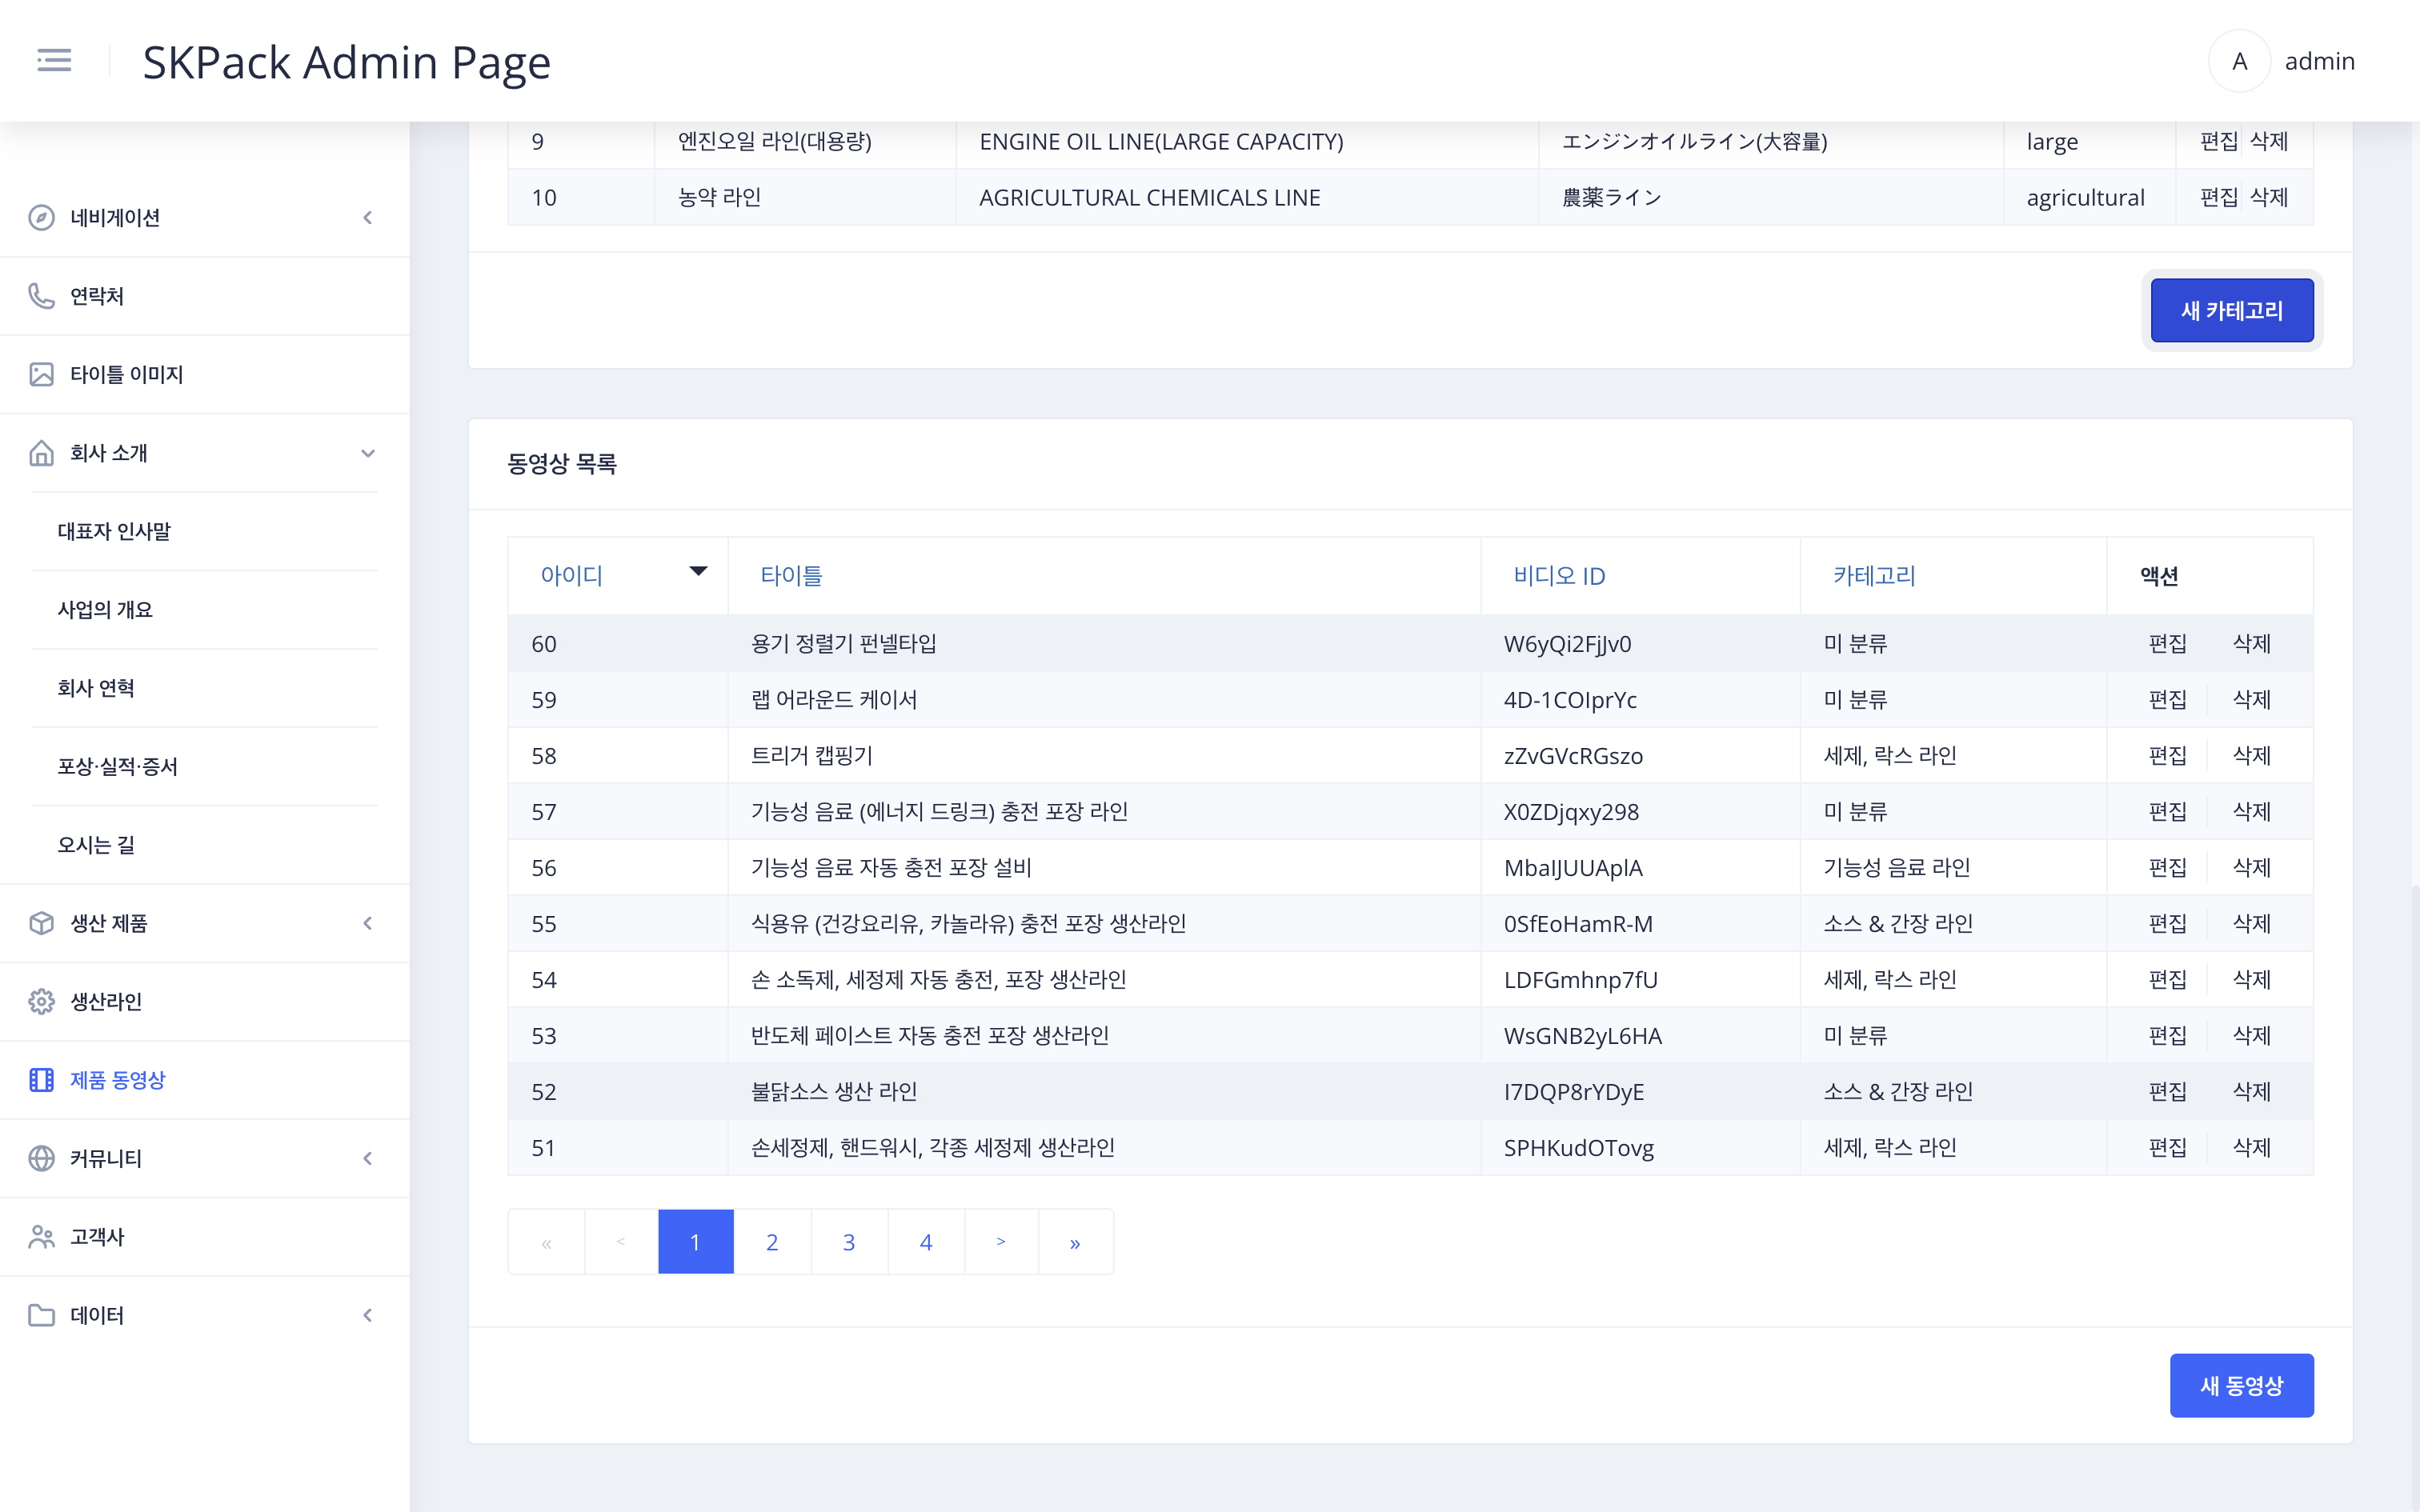 SKPack Admin Page
A admin
네비게이션
연락처
타이틀 이미지
회사 소개
대표자 인사말
사업의 개요
회사 연혁
포상·실적·증서
오시는 길
생산 제품
생산라인
제품 동영상
커뮤니티
고객사
데이터
9 엔진오일 라인(대용량) ENGINE OIL LINE(LARGE CAPACITY) エンジンオイルライン(大容量) large 편집 삭제
10 농약 라인 AGRICULTURAL CHEMICALS LINE 農薬ライン agricultural 편집 삭제
새 카테고리
동영상 목록
아이디 타이틀 비디오 ID 카테고리 액션
60 용기 정렬기 펀넬타입 W6yQi2FjJv0 미 분류 편집 삭제
59 랩 어라운드 케이서 4D-1COIprYc 미 분류 편집 삭제
58 트리거 캡핑기 zZvGVcRGszo 세제, 락스 라인 편집 삭제
57 기능성 음료 (에너지 드링크) 충전 포장 라인 X0ZDjqxy298 미 분류 편집 삭제
56 기능성 음료 자동 충전 포장 설비 MbaIJUUAplA 기능성 음료 라인 편집 삭제
55 식용유 (건강요리유, 카놀라유) 충전 포장 생산라인 0SfEoHamR-M 소스 & 간장 라인 편집 삭제
54 손 소독제, 세정제 자동 충전, 포장 생산라인 LDFGmhnp7fU 세제, 락스 라인 편집 삭제
53 반도체 페이스트 자동 충전 포장 생산라인 WsGNB2yL6HA 미 분류 편집 삭제
52 불닭소스 생산 라인 I7DQP8rYDyE 소스 & 간장 라인 편집 삭제
51 손세정제, 핸드워시, 각종 세정제 생산라인 SPHKudOTovg 세제, 락스 라인 편집 삭제
« < 1 2 3 4 > »
새 동영상